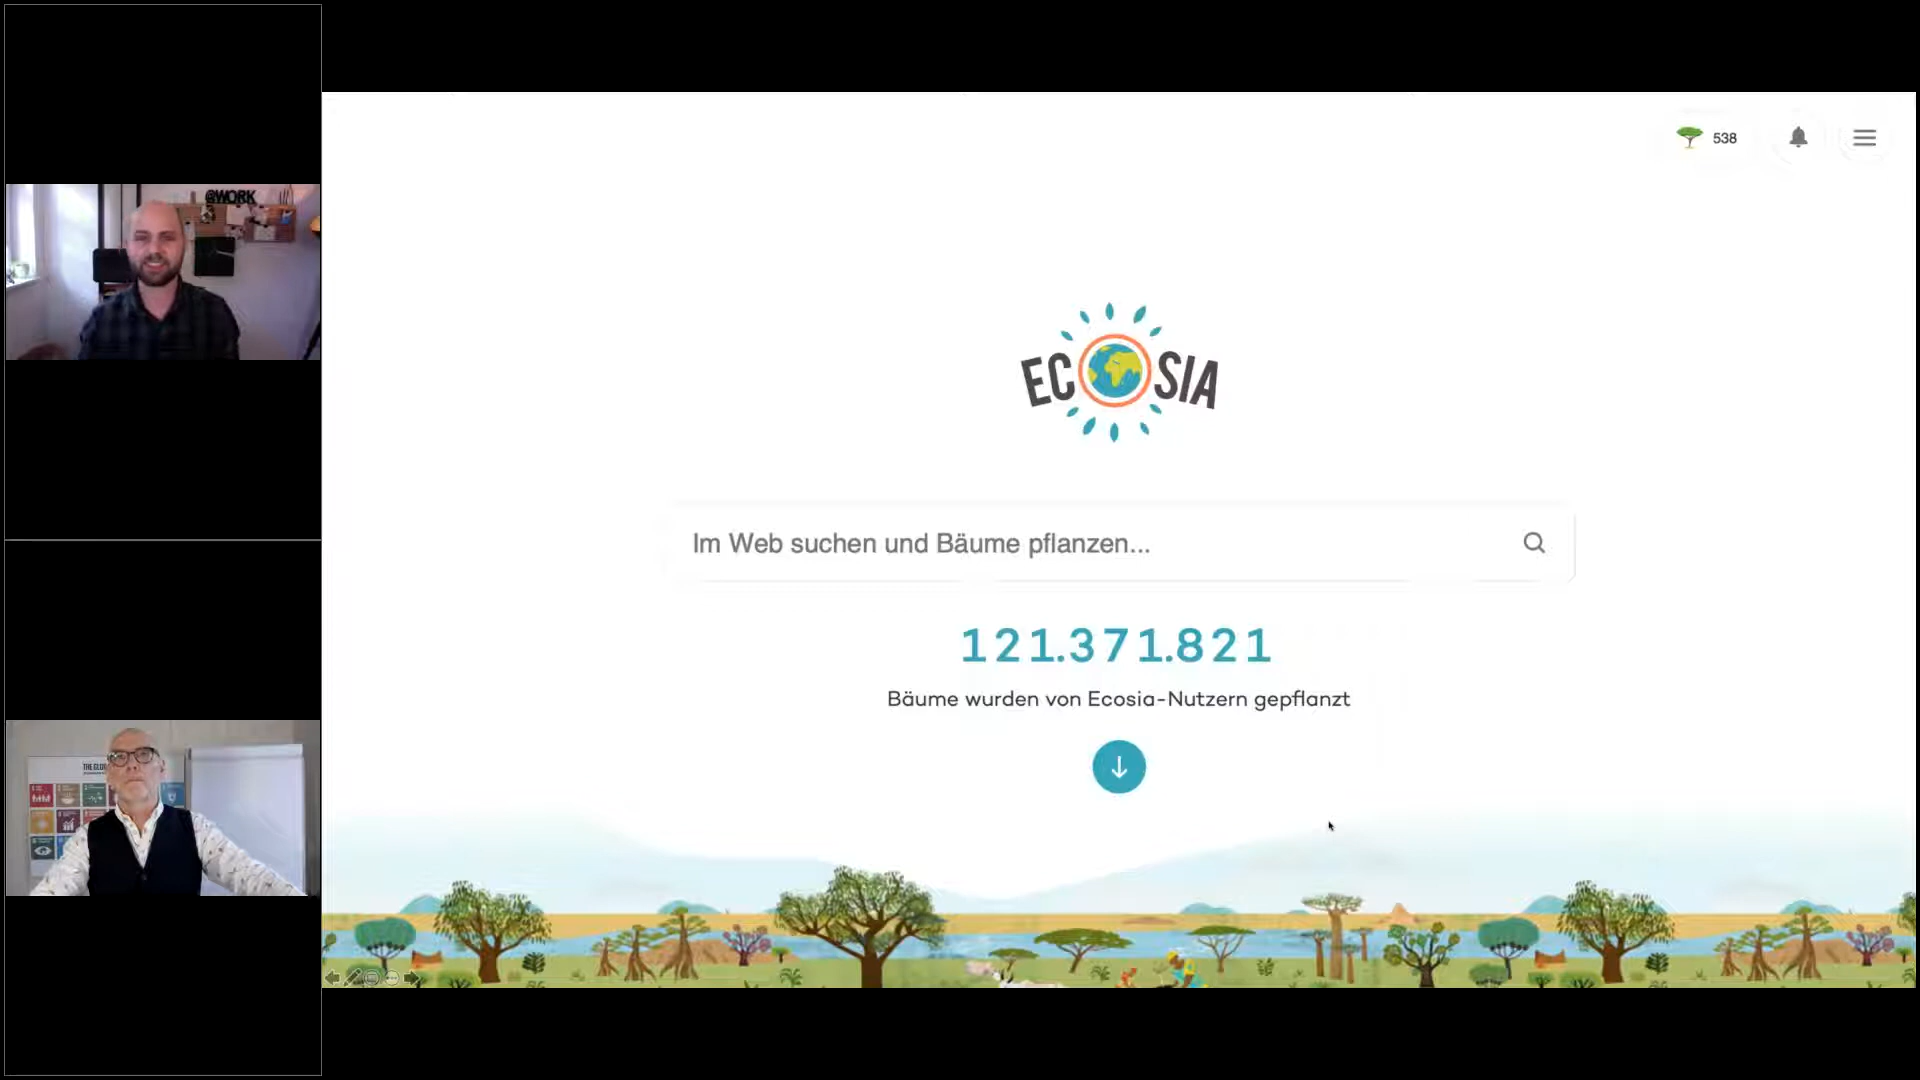 @WORK
538
ECOSIA
Im Web suchen und Bäume pflanzen...
121.371.821
Bäume wurden von Ecosia-Nutzern gepflanzt